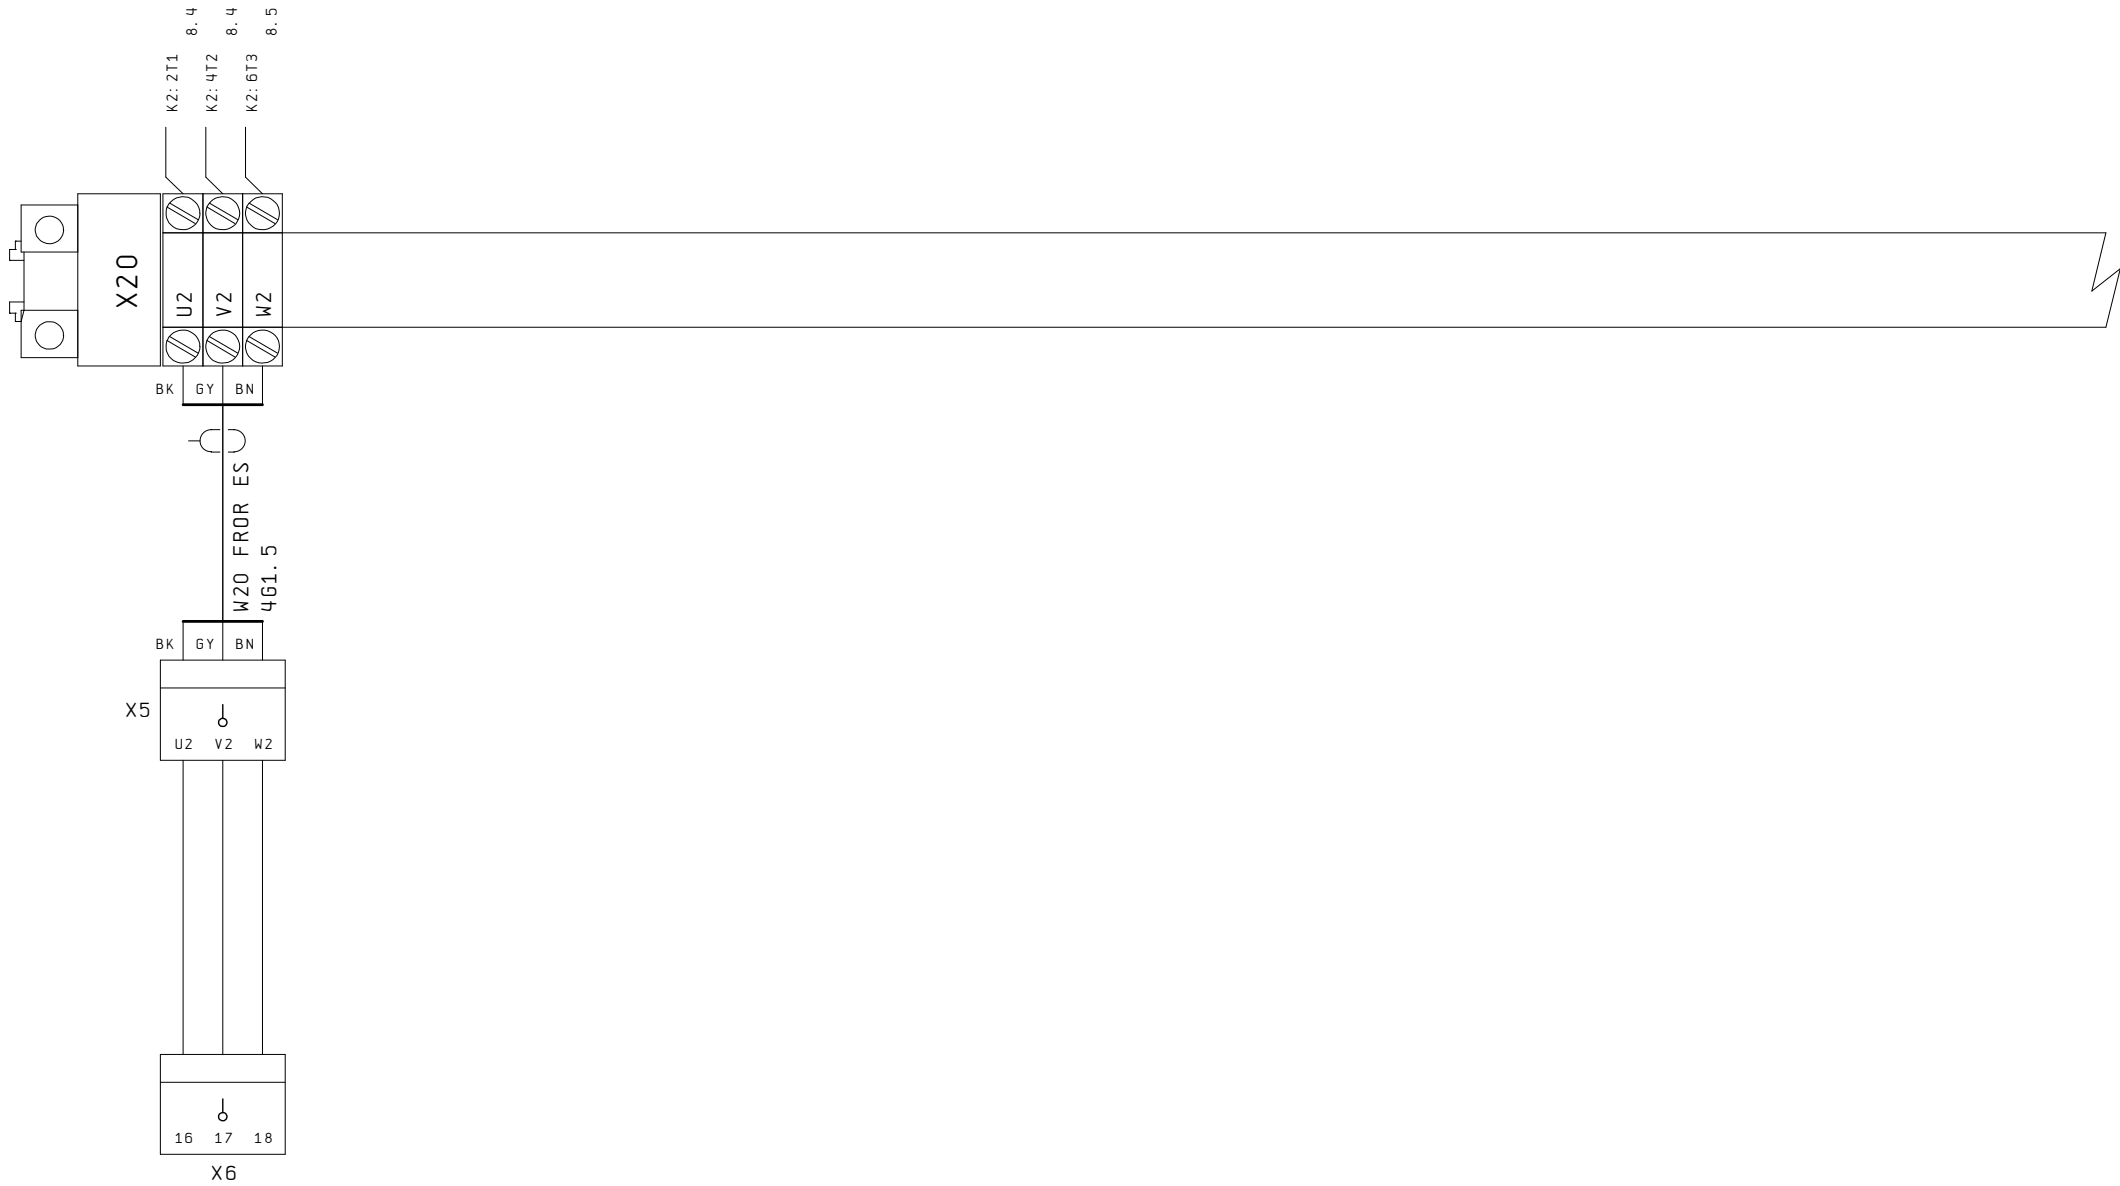 8.4 8.4 8.5
K2:2T1 K2:4T2 K2:6T3
X20 U2 V2 W2
BK GY BN
W20 FROR ES
4G1.5
BK GY BN
X5
U2 V2 W2
16 17 18
X6